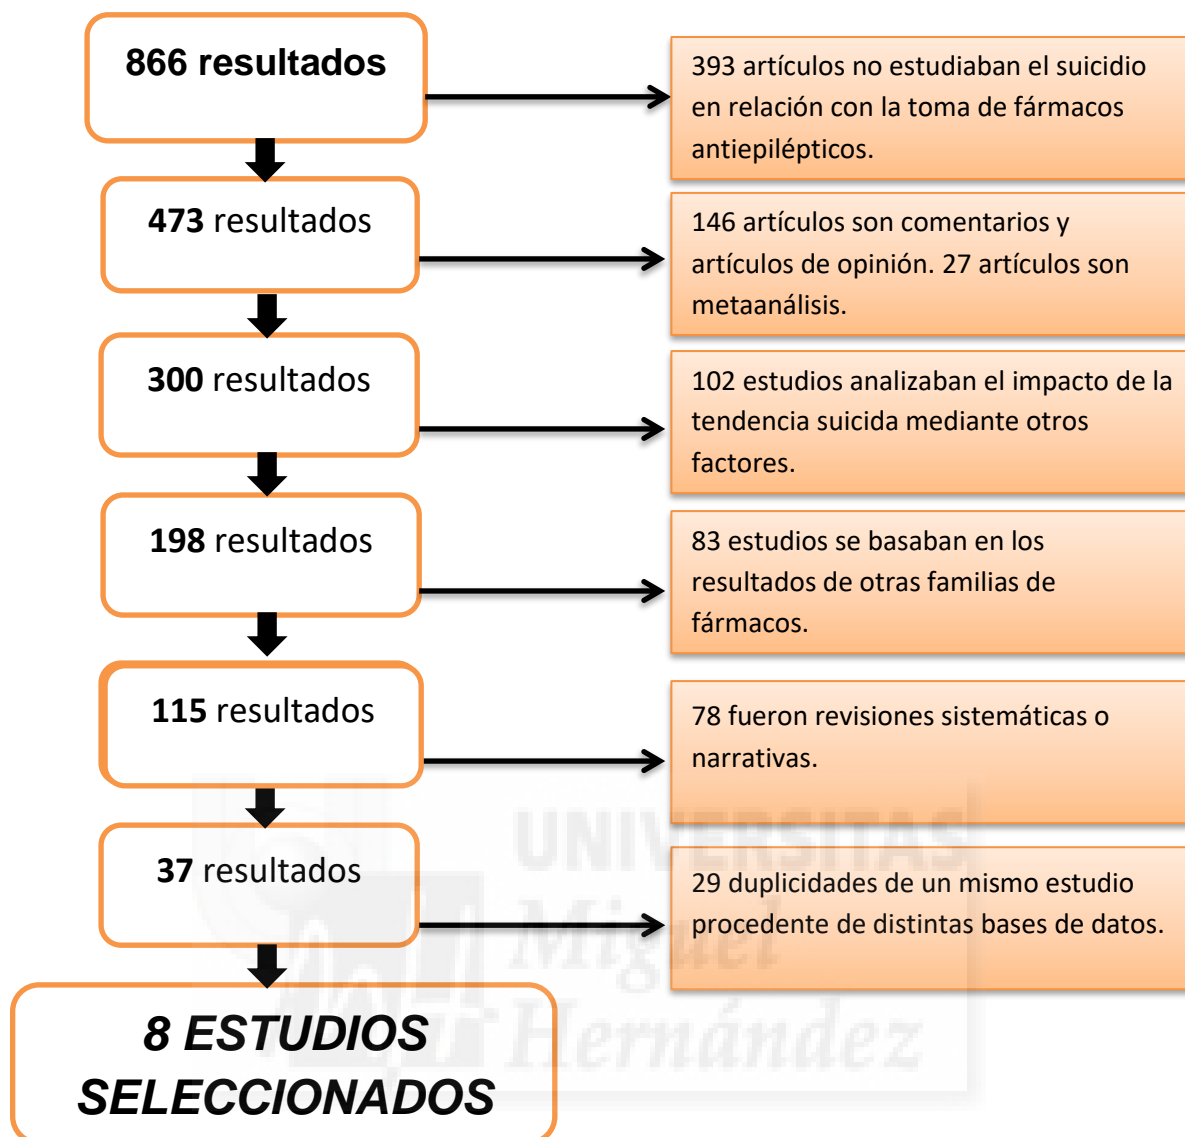 866 resultados
393 artículos no estudiaban el suicidio
en relación con la toma de fármacos
antiepilépticos.
473 resultados
146 artículos son comentarios y
artículos de opinión. 27 artículos son
metaanálisis.
300 resultados
102 estudios analizaban el impacto de la
tendencia suicida mediante otros
factores.
198 resultados
83 estudios se basaban en los
resultados de otras familias de
fármacos.
115 resultados
78 fueron revisiones sistemáticas o
narrativas.
37 resultados
29 duplicidades de un mismo estudio
procedente de distintas bases de datos.
8 ESTUDIOS
SELECCIONADOS
UNIVERSITAS
Miguel
Hernández